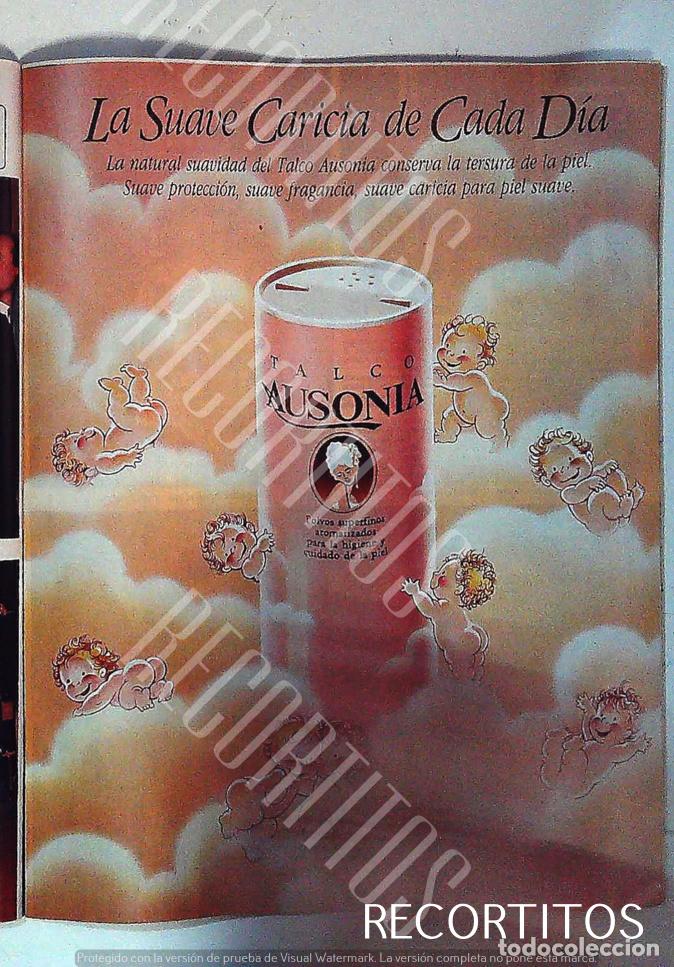 La Suave Caricia de Cada Día
La natural suavidad del Talco Ausonia conserva la tersura de la piel.
Suave protección, suave fragancia, suave caricia para piel suave.
TALCO
AUSONIA
Polvos superfinos
aromatizados
para la higiene y
cuidado de la piel
RECORTITOS
RECORTITOS
RECORTITOS
RECORTITOS
todocoleccion
Protegido con la versión de prueba de Visual Watermark. La versión completa no pone esta marca.